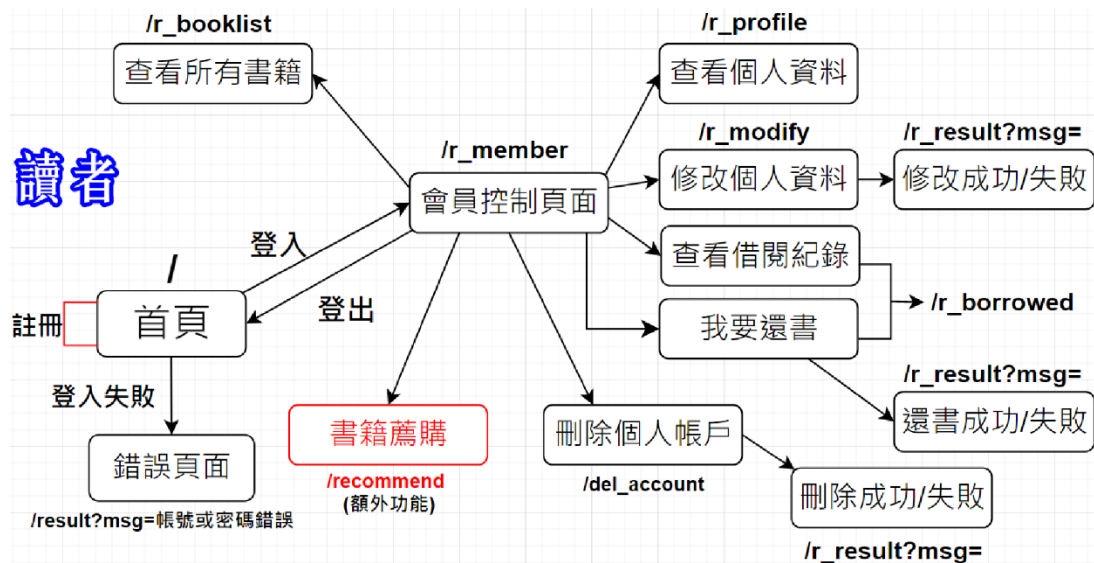 /r_booklist
查看所有書籍
/r_profile
查看個人資料
讀者
/r_member
會員控制頁面
/r_modify
修改個人資料
/r_result?msg=
修改成功/失敗
登入
登出
/
首頁
註冊
查看借閱紀錄
我要還書
/r_borrowed
登入失敗
錯誤頁面
/result?msg=帳號或密碼錯誤
書籍薦購
/recommend
(額外功能)
刪除個人帳戶
/del_account
/r_result?msg=
還書成功/失敗
刪除成功/失敗
/r_result?msg=